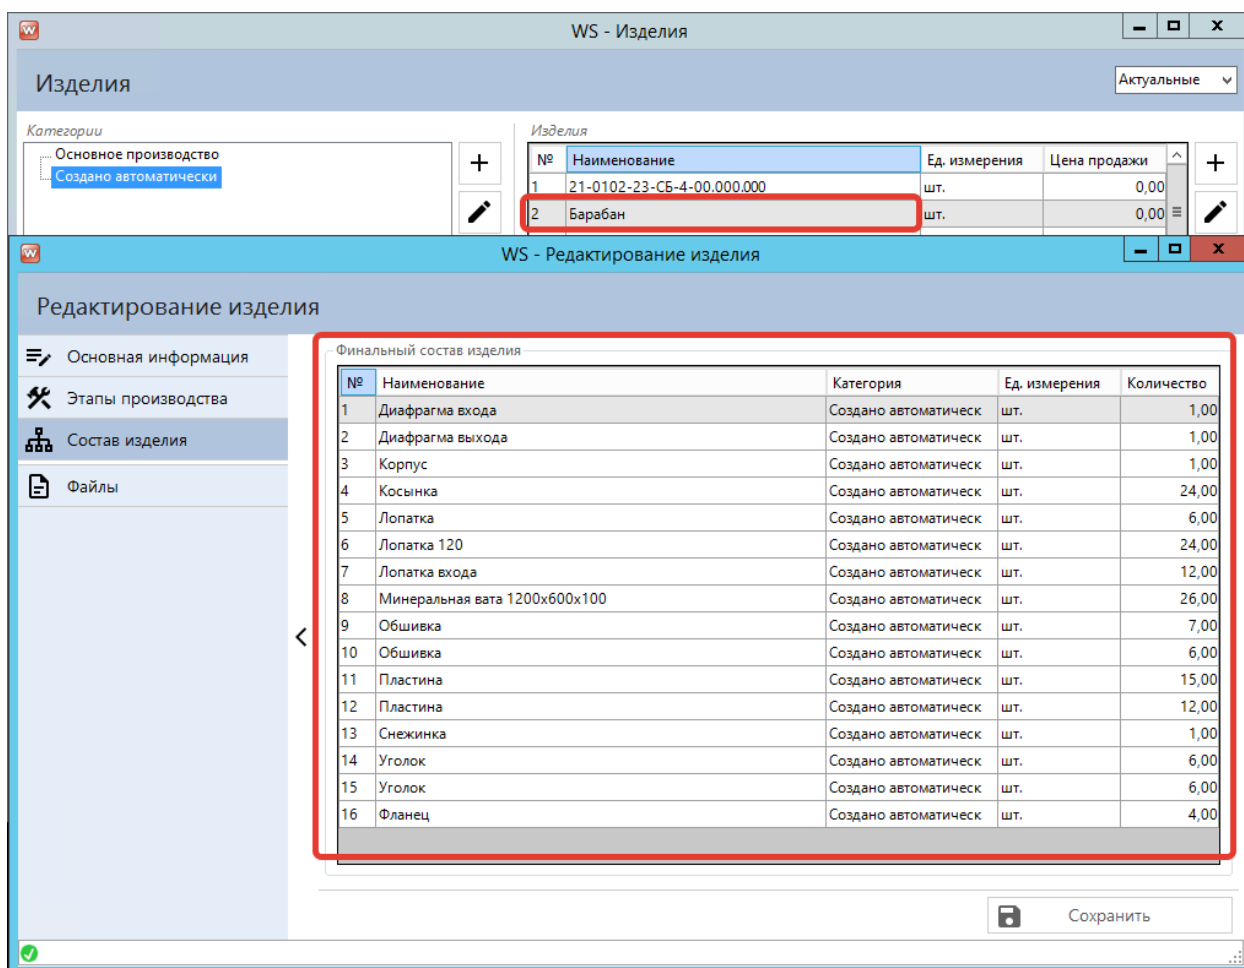 WS - Изделия
Изделия
Актуальные
Категории
Основное производство
Создано автоматически
Изделия
№ Наименование Ед. измерения Цена продажи
1 21-0102-23-СБ-4-00.000.000 шт. 0,00
2 Барабан шт. 0,00
WS - Редактирование изделия
Редактирование изделия
Основная информация
Этапы производства
Состав изделия
Файлы
Финальный состав изделия
№ Наименование Категория Ед. измерения Количество
1 Диафрагма входа Создано автоматическ шт. 1,00
2 Диафрагма выхода Создано автоматическ шт. 1,00
3 Корпус Создано автоматическ шт. 1,00
4 Косынка Создано автоматическ шт. 24,00
5 Лопатка Создано автоматическ шт. 6,00
6 Лопатка 120 Создано автоматическ шт. 24,00
7 Лопатка входа Создано автоматическ шт. 12,00
8 Минеральная вата 1200x600x100 Создано автоматическ шт. 26,00
9 Обшивка Создано автоматическ шт. 7,00
10 Обшивка Создано автоматическ шт. 6,00
11 Пластина Создано автоматическ шт. 15,00
12 Пластина Создано автоматическ шт. 12,00
13 Снежинка Создано автоматическ шт. 1,00
14 Уголок Создано автоматическ шт. 6,00
15 Уголок Создано автоматическ шт. 6,00
16 Фланец Создано автоматическ шт. 4,00
Сохранить